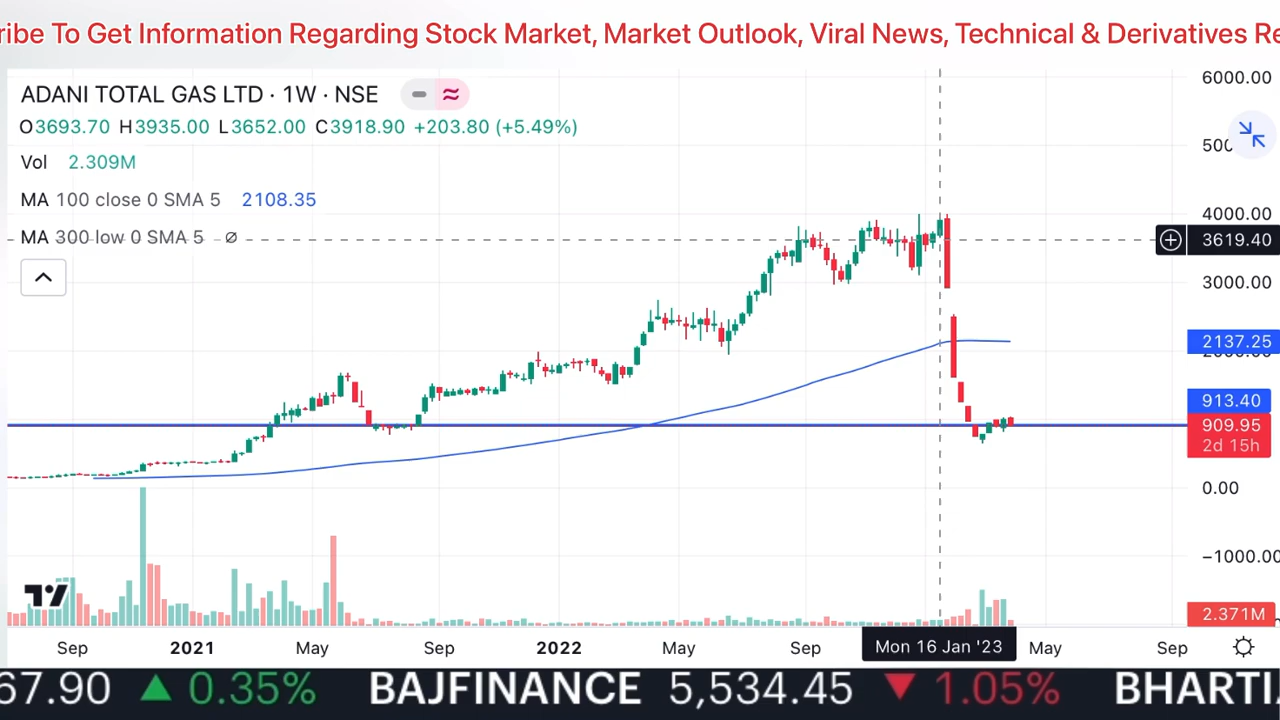 ribe To Get Information Regarding Stock Market, Market Outlook, Viral News, Technical & Derivatives Re
ADANI TOTAL GAS LTD · 1W · NSE
O3693.70 H3935.00 L3652.00 C3918.90 +203.80 (+5.49%)
Vol 2.309M
MA 100 close 0 SMA 5 2108.35
MA 300 low 0 SMA 5 ∅
6000.00
4000.00
3619.40
3000.00
2137.25
913.40
909.95
2d 15h
0.00
−1000.00
2.371M
Sep 2021 May Sep 2022 May Sep Mon 16 Jan '23 May Sep
67.90 ▲ 0.35% BAJFINANCE 5,534.45 ▼ 1.05% BHARTI